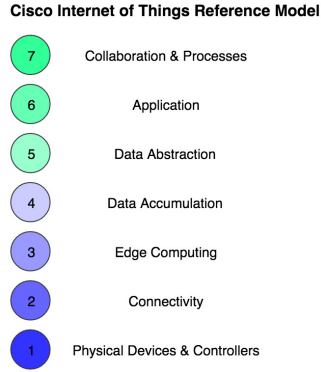 Cisco Internet of Things Reference Model
7 Collaboration & Processes
6 Application
5 Data Abstraction
4 Data Accumulation
3 Edge Computing
2 Connectivity
1 Physical Devices & Controllers